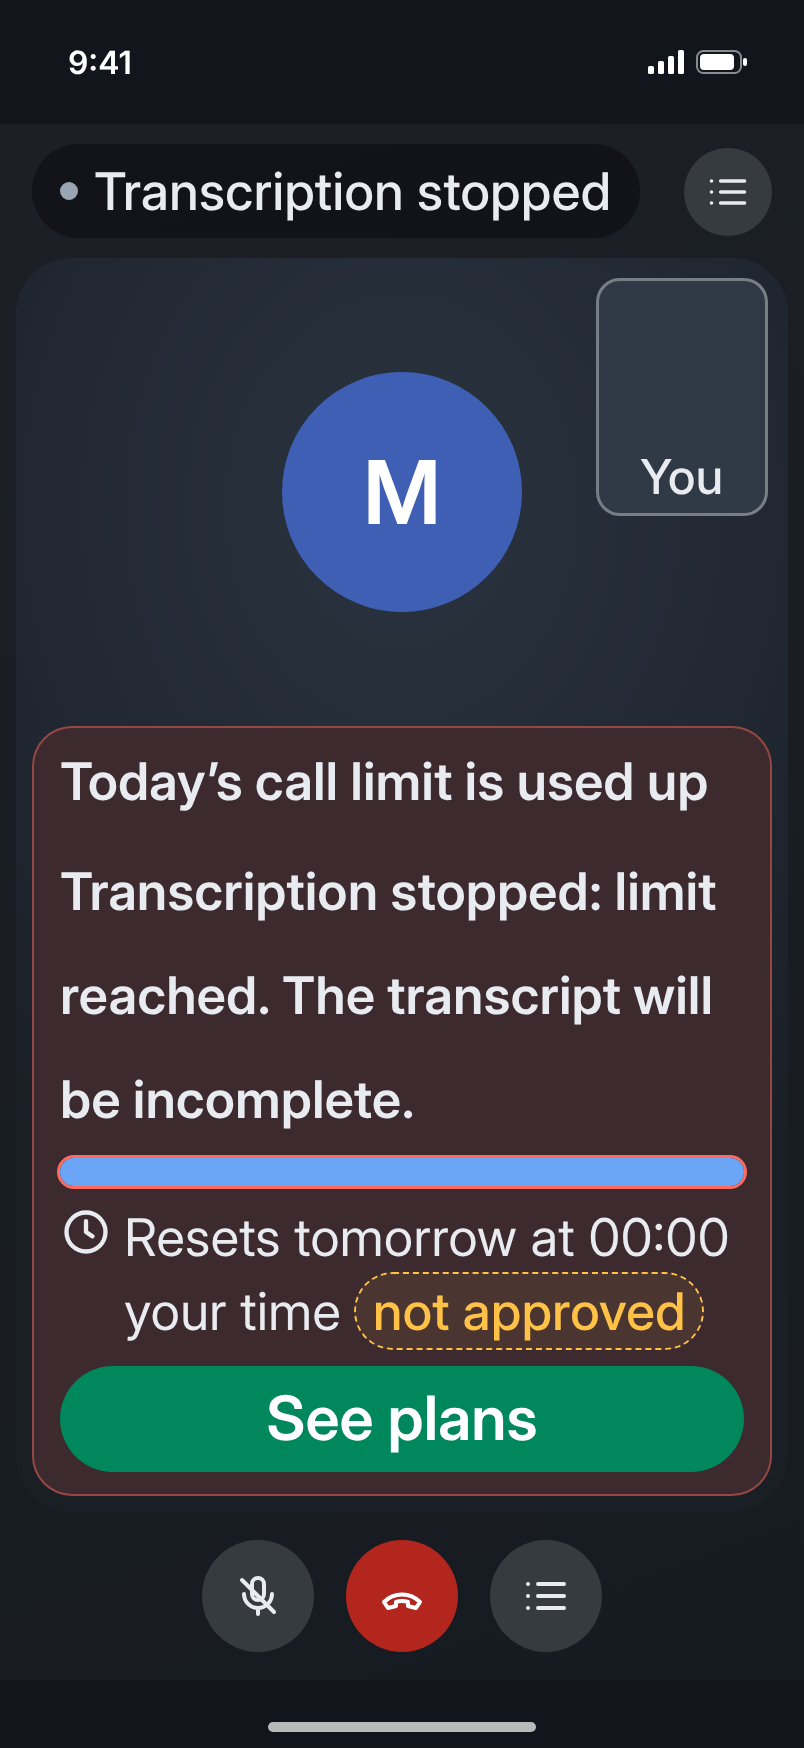 9:41
Transcription stopped
M
You
Today’s call limit is used up
Transcription stopped: limit
reached. The transcript will
be incomplete.
Resets tomorrow at 00:00
your time not approved
See plans